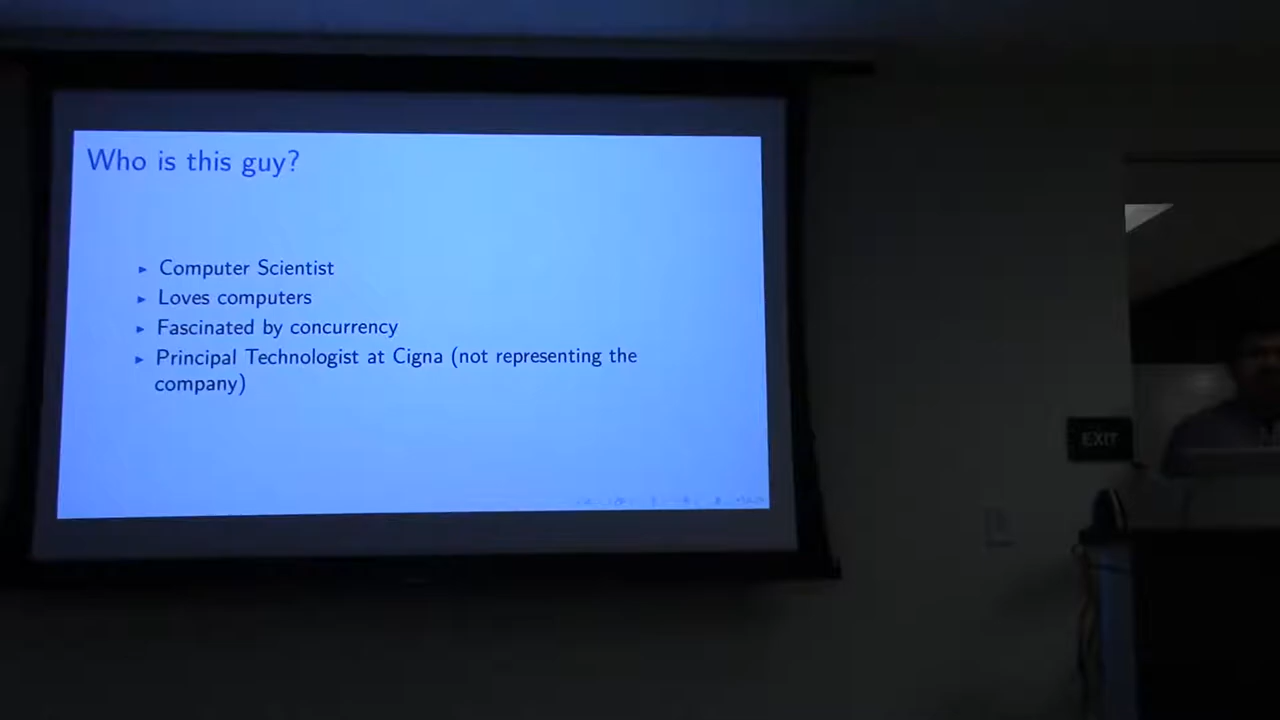 Who is this guy?
Computer Scientist
Loves computers
Fascinated by concurrency
Principal Technologist at Cigna (not representing the
company)
EXIT